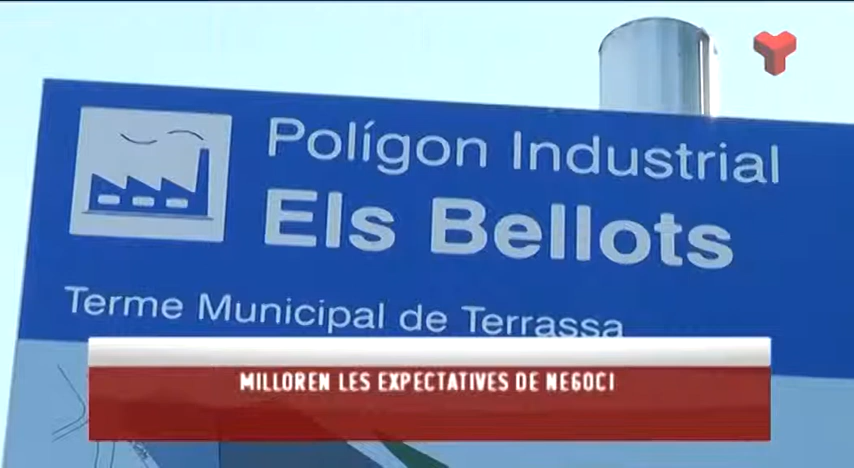 Polígon Industrial
Els Bellots
Terme Municipal de Terrassa
MILLOREN LES EXPECTATIVES DE NEGOCI